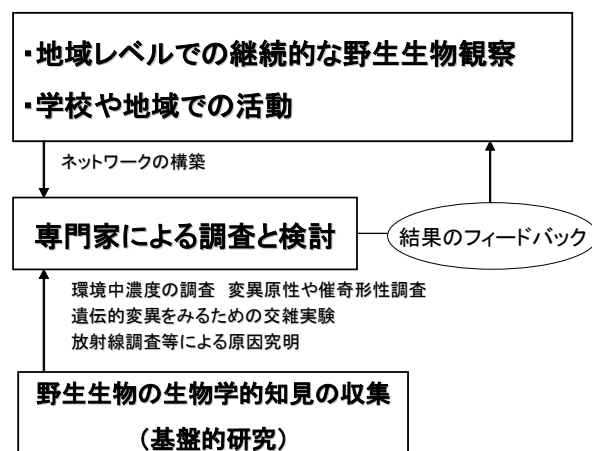 ・地域レベルでの継続的な野生生物観察
・学校や地域での活動
ネットワークの構築
専門家による調査と検討
結果のフィードバック
環境中濃度の調査　変異原性や催奇形性調査
遺伝的変異をみるための交雑実験
放射線調査等による原因究明
野生生物の生物学的知見の収集
（基盤的研究）